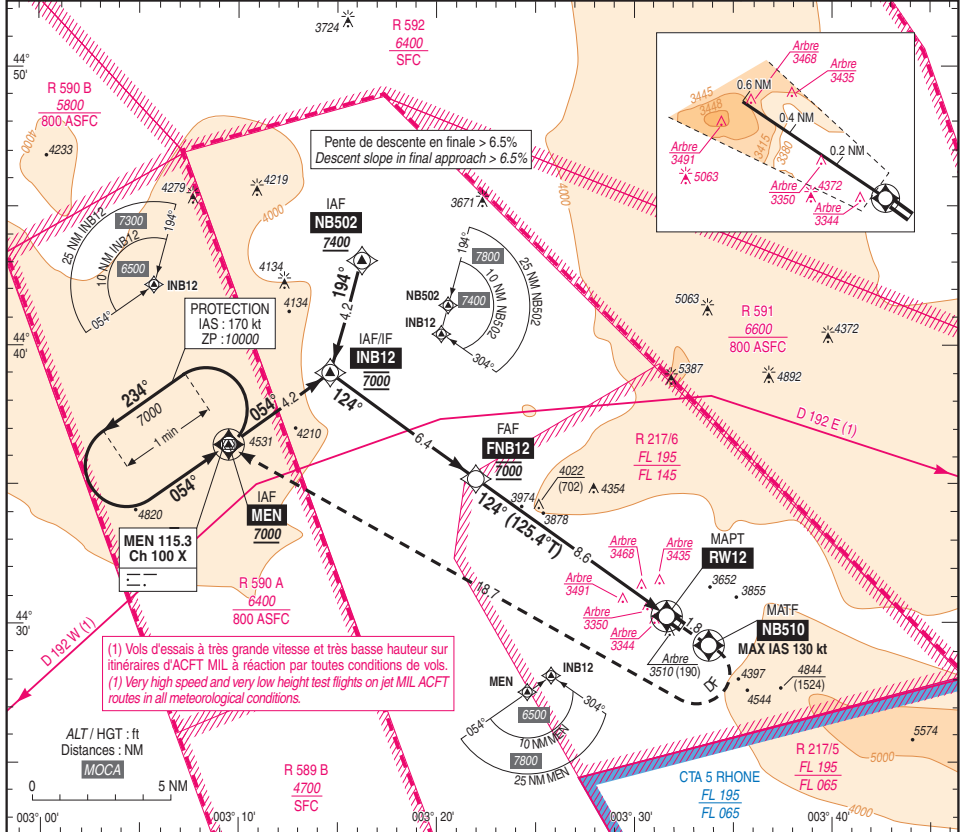 3724
R 592
6400
SFC
44°
50'
R 590 B
5800
800 ASFC
4000
4233
4279
4219
4000
Pente de descente en finale > 6.5%
Descent slope in final approach > 6.5%
4000
3671
Arbre
3468
Arbre
3435
0.6 NM
3445
3448
0.4 NM
3415
3380
0.2 NM
Arbre
3491
5063
Arbre
3350
4372
Arbre
3344
IAF
NB502
7400
194°
4.2
25 NM INB12
7300
10 NM INB12
6500
194°
054°
INB12
4134
4134
194°
7800
10 NM NB502
7400
25 NM NB502
NB502
INB12
304°
PROTECTION
IAS : 170 kt
ZP : 10000
5063
R 591
6600
800 ASFC
4372
44°
40'
IAF/IF
INB12
7000
5387
4892
234°
7000
1 min
054°
4.2
124°
6.4
D 192 E (1)
4531
4210
054°
4820
FAF
FNB12
7000
R 217/6
FL 195
FL 145
IAF
MEN
7000
124° (125.4°T)
3974
4022
(702)
4354
3878
8.6
MEN 115.3
Ch 100 X
MAPT
RW12
Arbre
3468
Arbre
3435
Arbre
3491
3652
3855
18.7
R 590 A
6400
800 ASFC
Arbre
3350
3344
1.8
MATF
NB510
MAX IAS 130 kt
44°
30'
D 192 W (1)
Arbre
3510 (190)
DF
4397
4844
(1524)
4544
(1) Vols d'essais à très grande vitesse et très basse hauteur sur
itinéraires d'ACFT MIL à réaction par toutes conditions de vols.
(1) Very high speed and very low height test flights on jet MIL ACFT
routes in all meteorological conditions.
MEN
INB12
054°
6500
304°
10 NM MEN
7800
25 NM MEN
5574
5000
ALT / HGT : ft
Distances : NM
MOCA
0
5 NM
R 589 B
4700
SFC
CTA 5 RHONE
FL 195
FL 065
R 217/5
FL 195
FL 065
4000
003° 00'
003° 10'
003° 20'
003° 30'
003° 40'